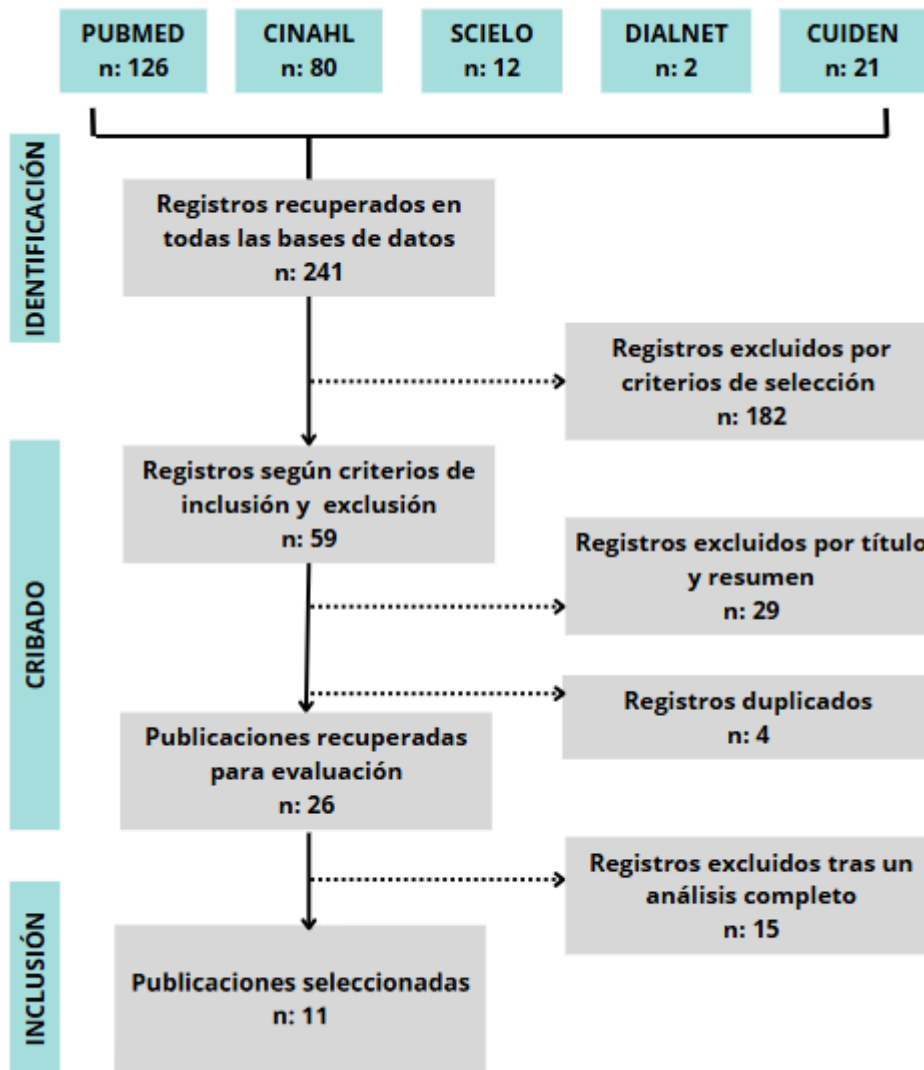 PUBMED
n: 126
CINAHL
n: 80
SCIELO
n: 12
DIALNET
n: 2
CUIDEN
n: 21
IDENTIFICACIÓN
Registros recuperados en
todas las bases de datos
n: 241
Registros excluidos por
criterios de selección
n: 182
CRIBADO
Registros según criterios de
inclusión y exclusión
n: 59
Registros excluidos por título
y resumen
n: 29
Registros duplicados
n: 4
Publicaciones recuperadas
para evaluación
n: 26
Registros excluidos tras un
análisis completo
n: 15
INCLUSIÓN
Publicaciones seleccionadas
n: 11